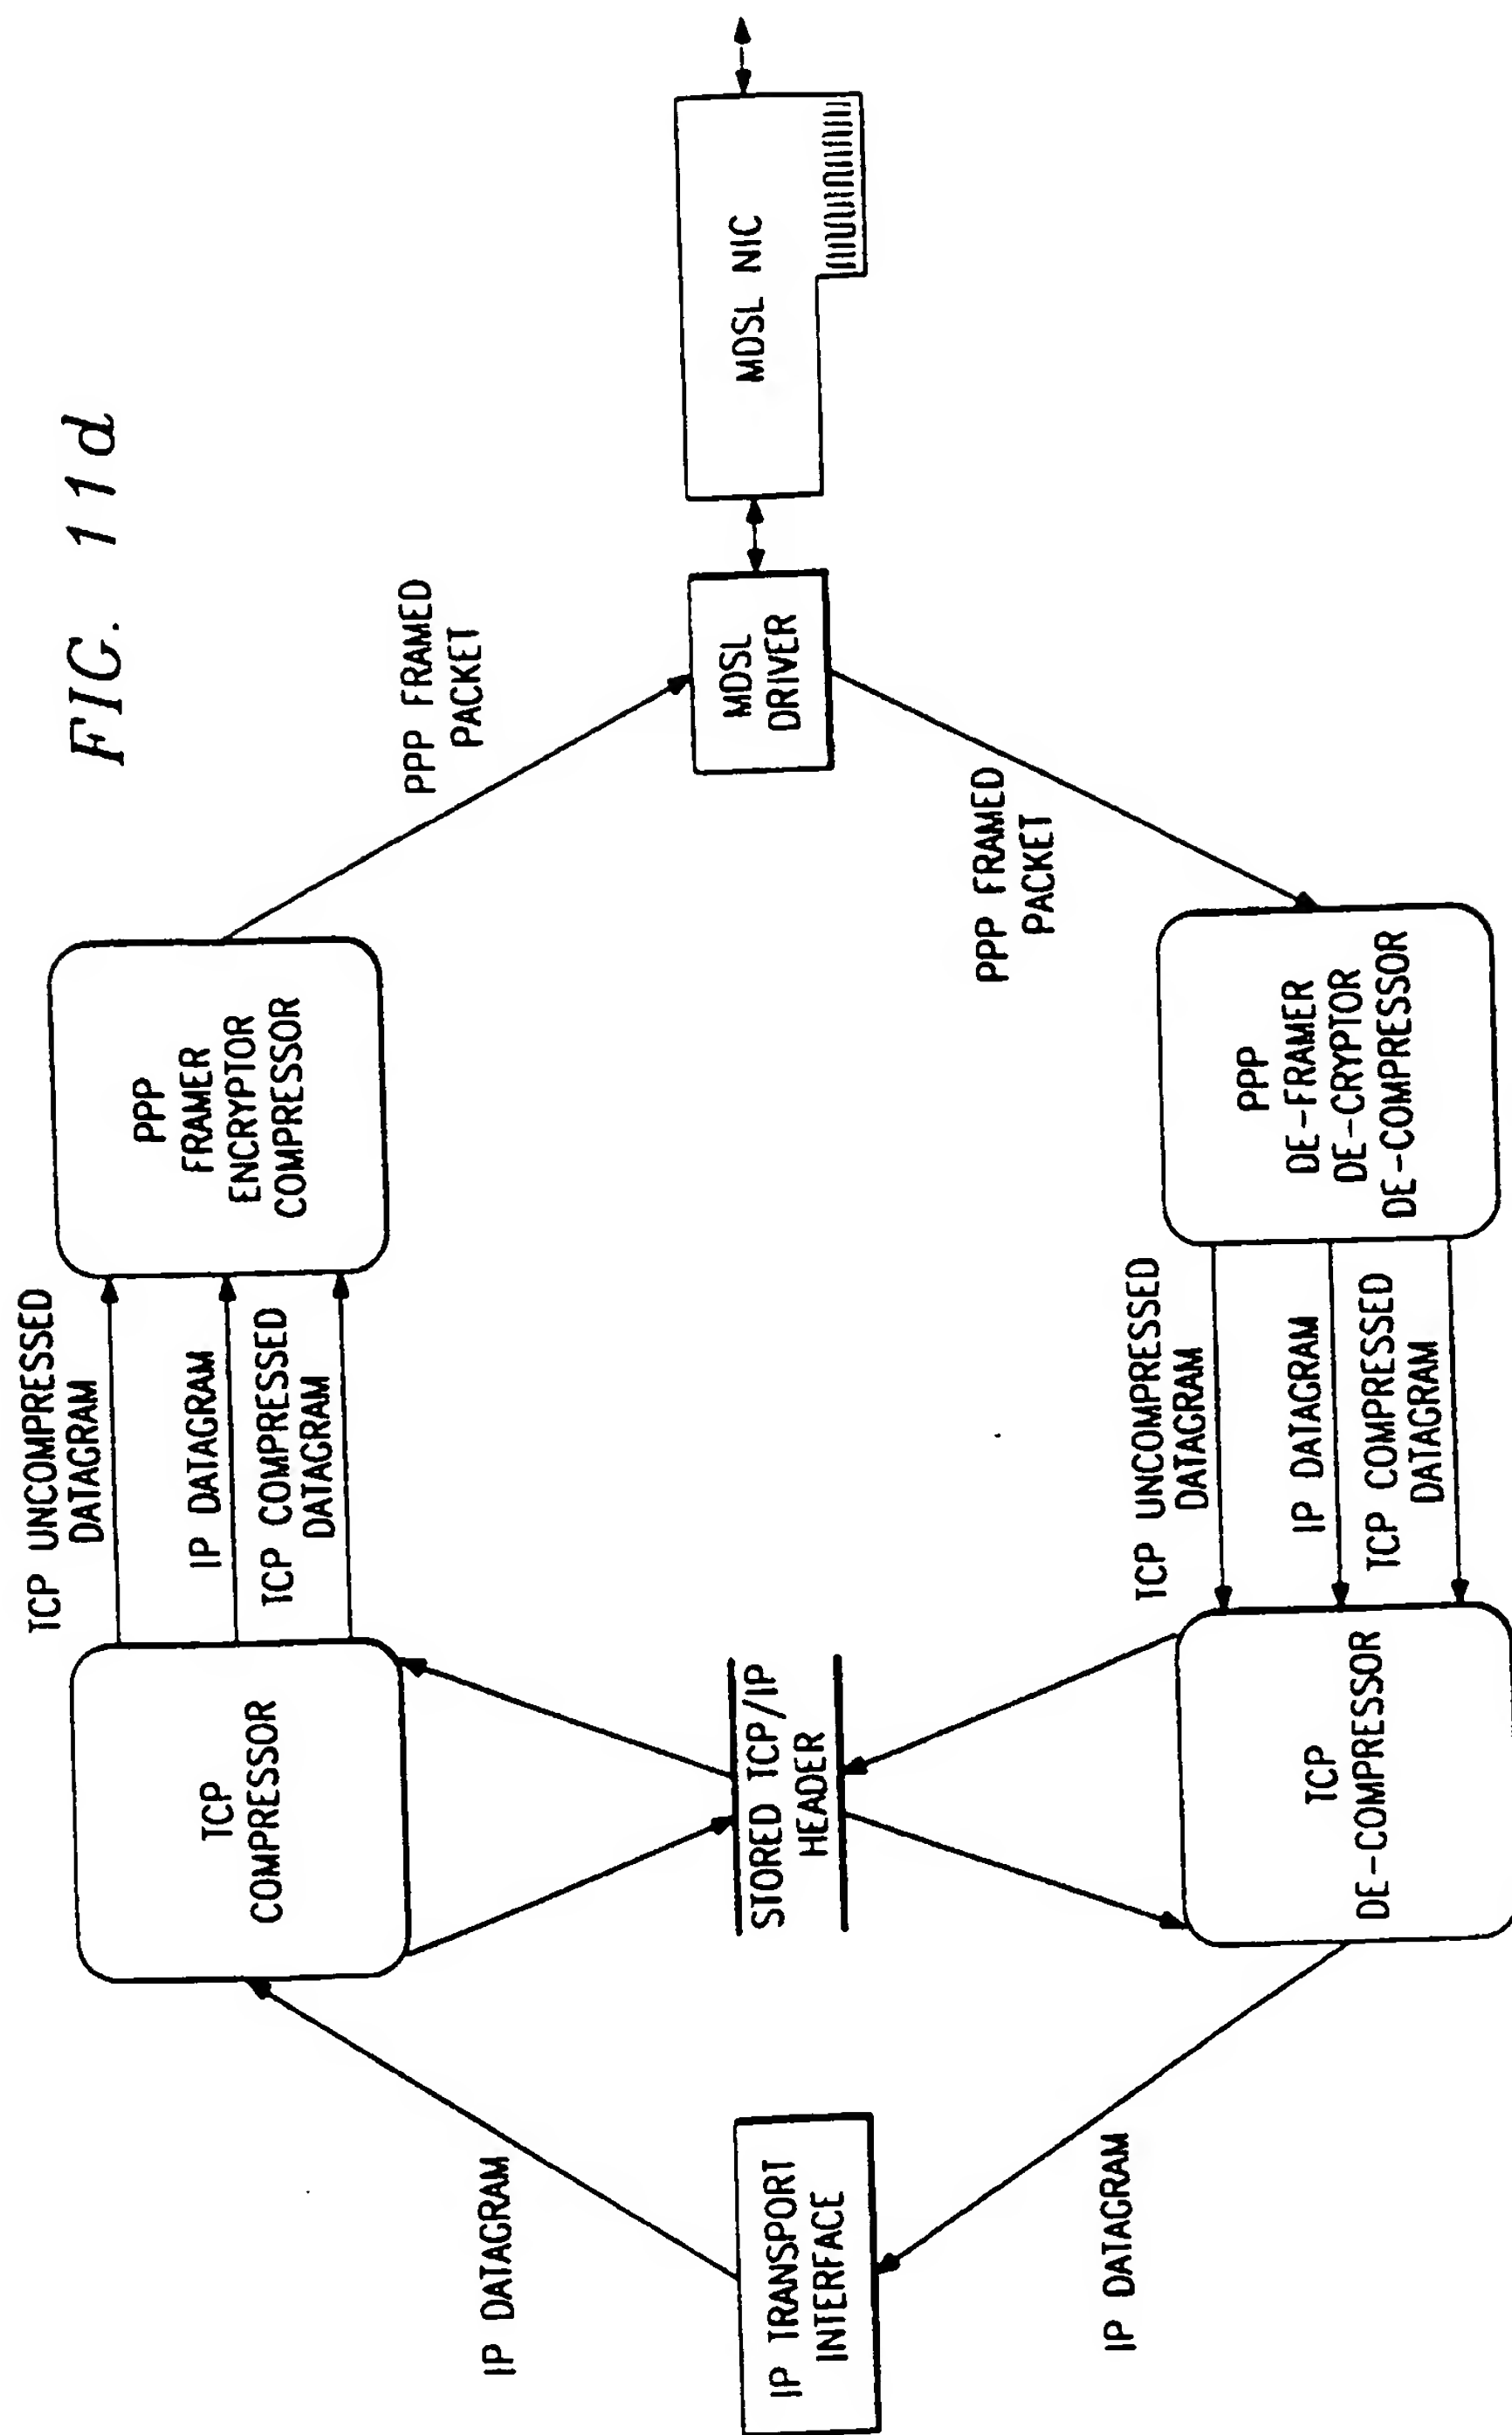 FIG. 11d
TCP UNCOMPRESSED
DATAGRAM
IP DATAGRAM
TCP COMPRESSED
DATAGRAM
TCP
COMPRESSOR
PPP
FRAMER
ENCRYPTOR
COMPRESSOR
IP DATAGRAM
PPP FRAMED
PACKET
IP TRANSPORT
INTERFACE
STORED TCP/IP
HEADER
MDSL
DRIVER
MDSL NIC
IP DATAGRAM
PPP FRAMED
PACKET
TCP UNCOMPRESSED
DATAGRAM
IP DATAGRAM
TCP COMPRESSED
DATAGRAM
TCP
DE-COMPRESSOR
PPP
DE-FRAMER
DE-CRYPTOR
DE-COMPRESSOR